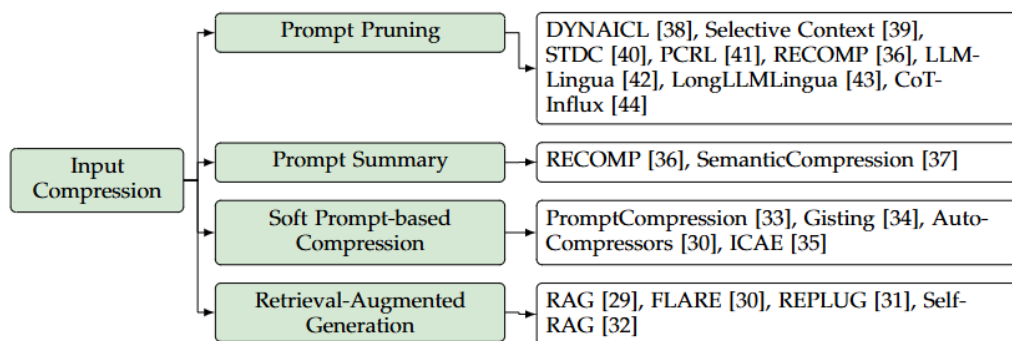 Prompt Pruning
DYNAICL [38], Selective Context [39],
STDC [40], PCRL [41], RECOMP [36], LLM-
Lingua [42], LongLLMLingua [43], CoT-
Influx [44]
Input
Compression
Prompt Summary
RECOMP [36], SemanticCompression [37]
Soft Prompt-based
Compression
PromptCompression [33], Gisting [34], Auto-
Compressors [30], ICAE [35]
Retrieval-Augmented
Generation
RAG [29], FLARE [30], REPLUG [31], Self-
RAG [32]